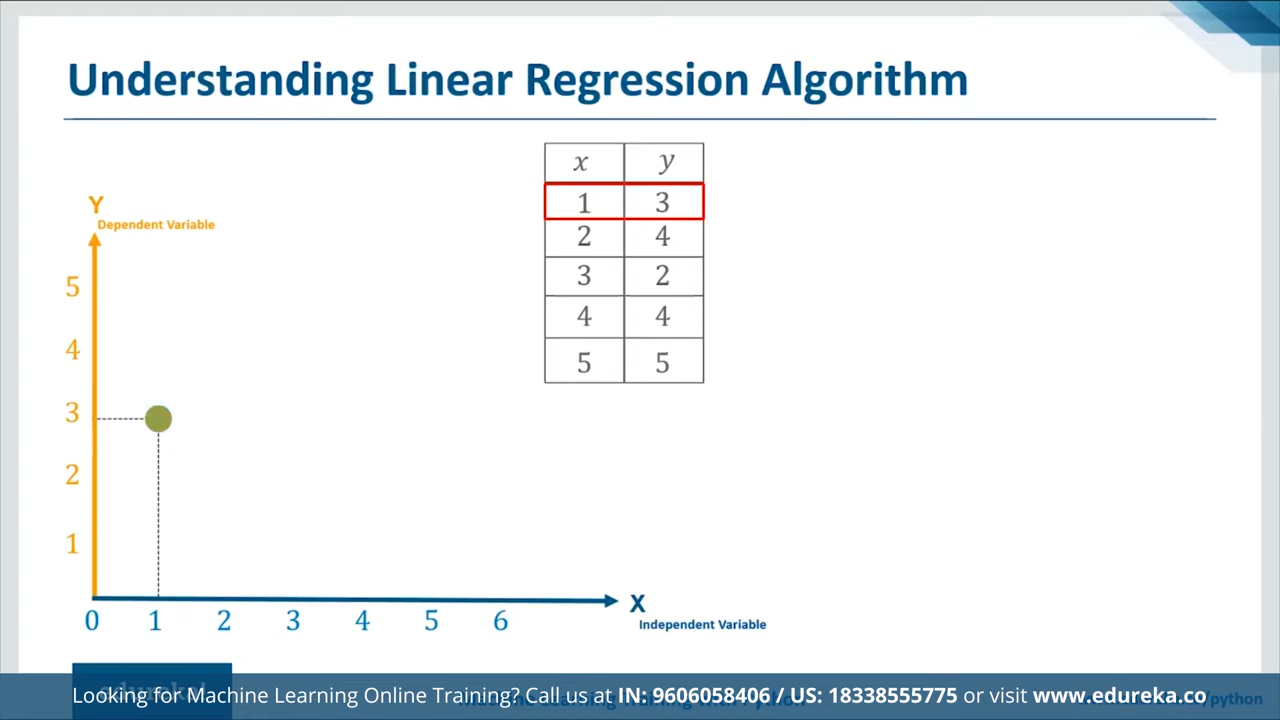 Understanding Linear Regression Algorithm
x y
1 3
2 4
3 2
4 4
5 5
Y
Dependent Variable
5
4
3
2
1
0 1 2 3 4 5 6
X
Independent Variable
Looking for Machine Learning Online Training? Call us at IN: 9606058406 / US: 18338555775 or visit www.edureka.co
/python